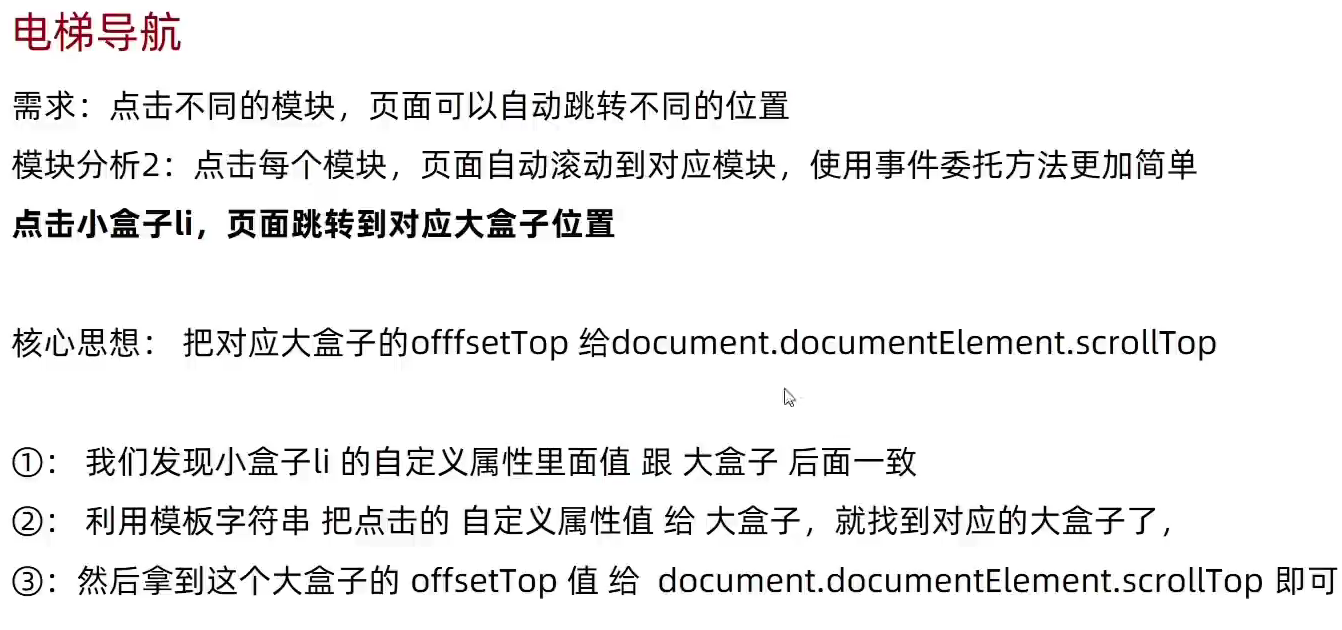 电梯导航
需求：点击不同的模块，页面可以自动跳转不同的位置
模块分析2：点击每个模块，页面自动滚动到对应模块，使用事件委托方法更加简单
点击小盒子li，页面跳转到对应大盒子位置
核心思想： 把对应大盒子的offfsetTop 给document.documentElement.scrollTop
①： 我们发现小盒子li 的自定义属性里面值 跟 大盒子 后面一致
②： 利用模板字符串 把点击的 自定义属性值 给 大盒子，就找到对应的大盒子了，
③：然后拿到这个大盒子的 offsetTop 值 给 document.documentElement.scrollTop 即可